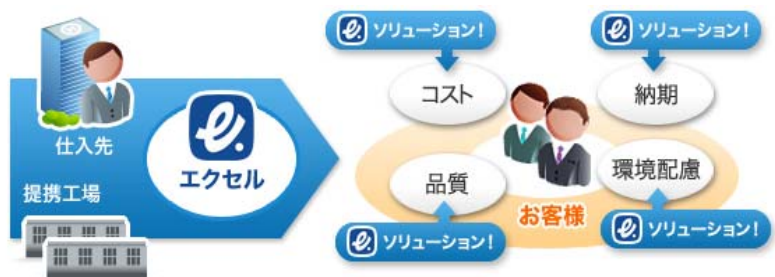 仕入先
提携工場
e.
エクセル
e. ソリューション!
コスト
e. ソリューション!
納期
品質
e. ソリューション!
環境配慮
e. ソリューション!
お客様